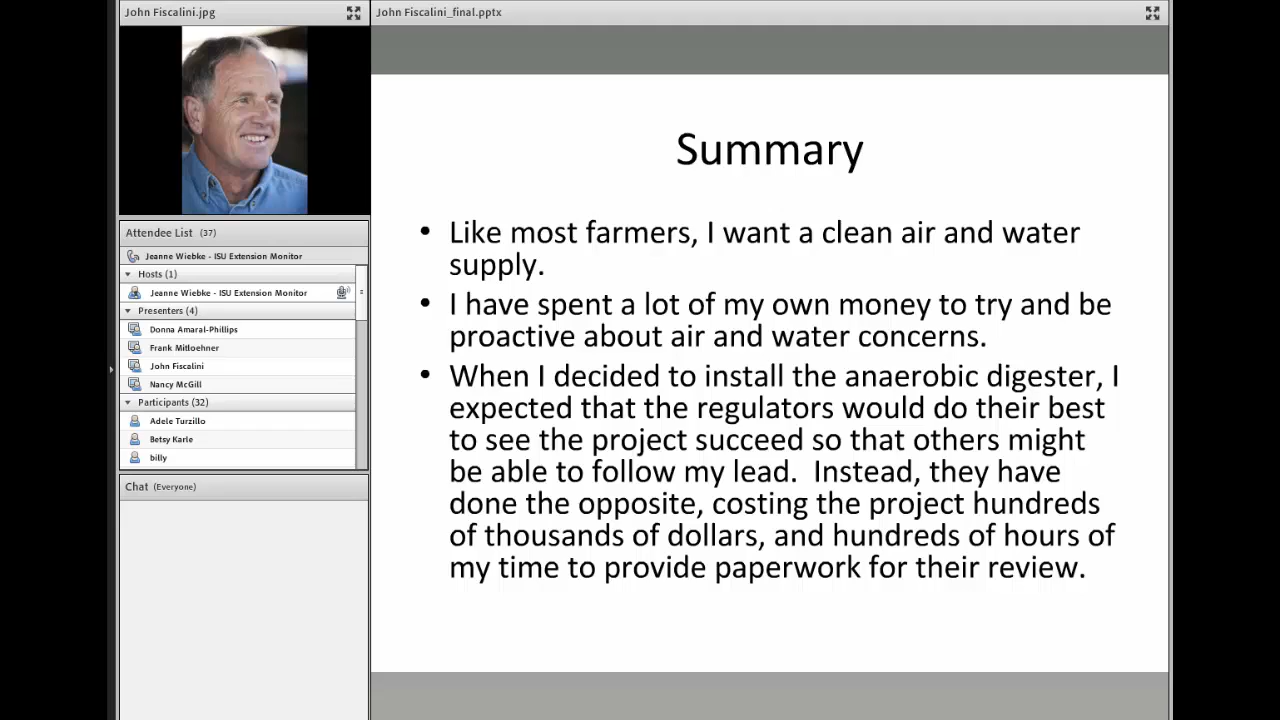 John Fiscalini.jpg
John Fiscalini_final.pptx
Attendee List (37)
Jeanne Wiebke - ISU Extension Monitor
Hosts (1)
Jeanne Wiebke - ISU Extension Monitor
Presenters (4)
Donna Amaral-Phillips
Frank Mitloehner
John Fiscalini
Nancy McGill
Participants (32)
Adele Turzillo
Betsy Karle
billy
Chat (Everyone)
Summary
• Like most farmers, I want a clean air and water
supply.
• I have spent a lot of my own money to try and be
proactive about air and water concerns.
• When I decided to install the anaerobic digester, I
expected that the regulators would do their best
to see the project succeed so that others might
be able to follow my lead.  Instead, they have
done the opposite, costing the project hundreds
of thousands of dollars, and hundreds of hours of
my time to provide paperwork for their review.